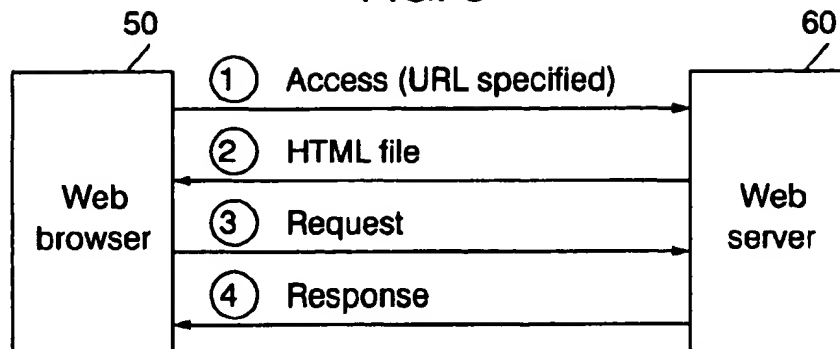 50
60
① Access (URL specified)
② HTML file
Web browser
③ Request
Web server
④ Response